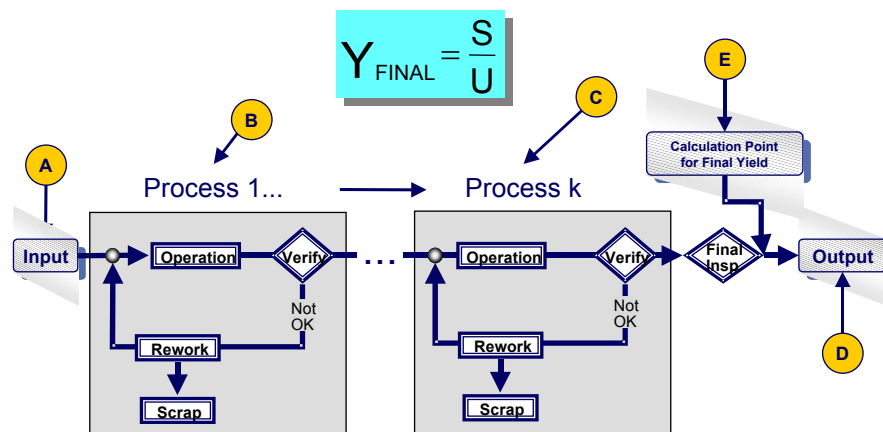 Y FINAL = S
U
E
B
C
A
Calculation Point
for Final Yield
Process 1...
Process k
Input
Operation
Verify
...
Operation
Verify
Final
Insp.
Output
Not
OK
Not
OK
Rework
Rework
D
Scrap
Scrap